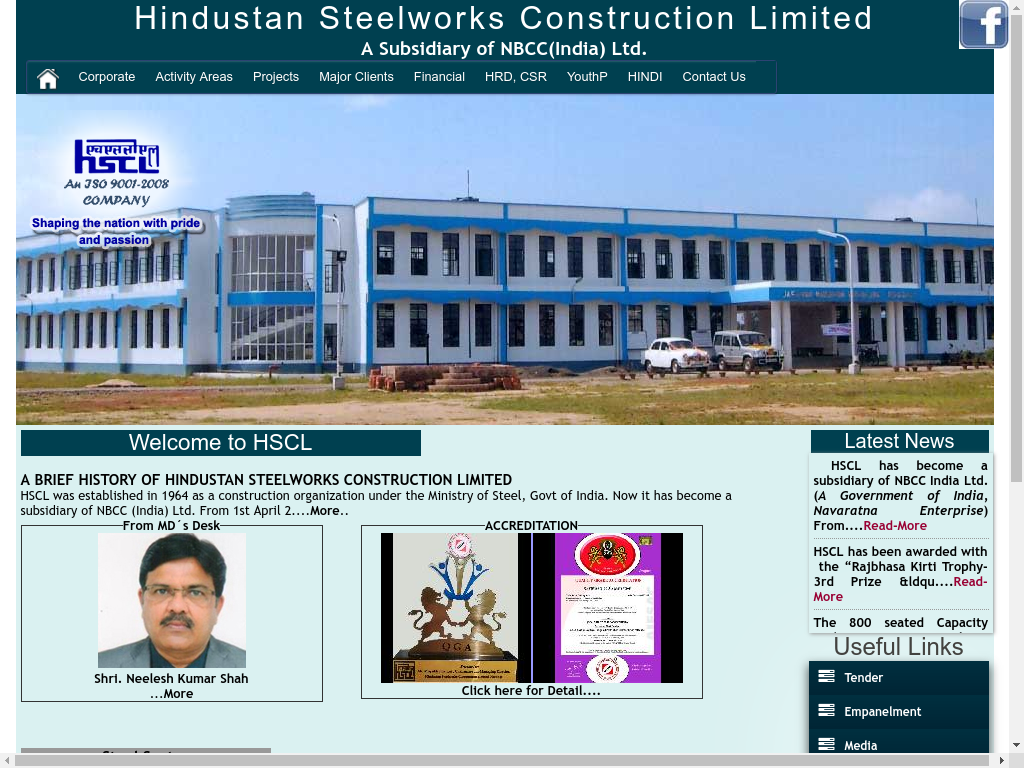 Hindustan Steelworks Construction Limited
A Subsidiary of NBCC(India) Ltd.
Corporate Activity Areas Projects Major Clients Financial HRD, CSR YouthP HINDI Contact Us
एचएससीएल
hSCL
An ISO 9001-2008
COMPANY
Shaping the nation with pride
and passion
Welcome to HSCL
A BRIEF HISTORY OF HINDUSTAN STEELWORKS CONSTRUCTION LIMITED
HSCL was established in 1964 as a construction organization under the Ministry of Steel, Govt of India. Now it has become a
subsidiary of NBCC (India) Ltd. From 1st April 2....More..
From MD´s Desk
Shri. Neelesh Kumar Shah
...More
ACCREDITATION
QGA
Click here for Detail....
Latest News
HSCL has become a
subsidiary of NBCC India Ltd.
(A Government of India,
Navaratna Enterprise)
From....Read-More
HSCL has been awarded with
the “Rajbhasa Kirti Trophy-
3rd Prize &ldqu....Read-
More
The 800 seated Capacity
Useful Links
Tender
Empanelment
Media